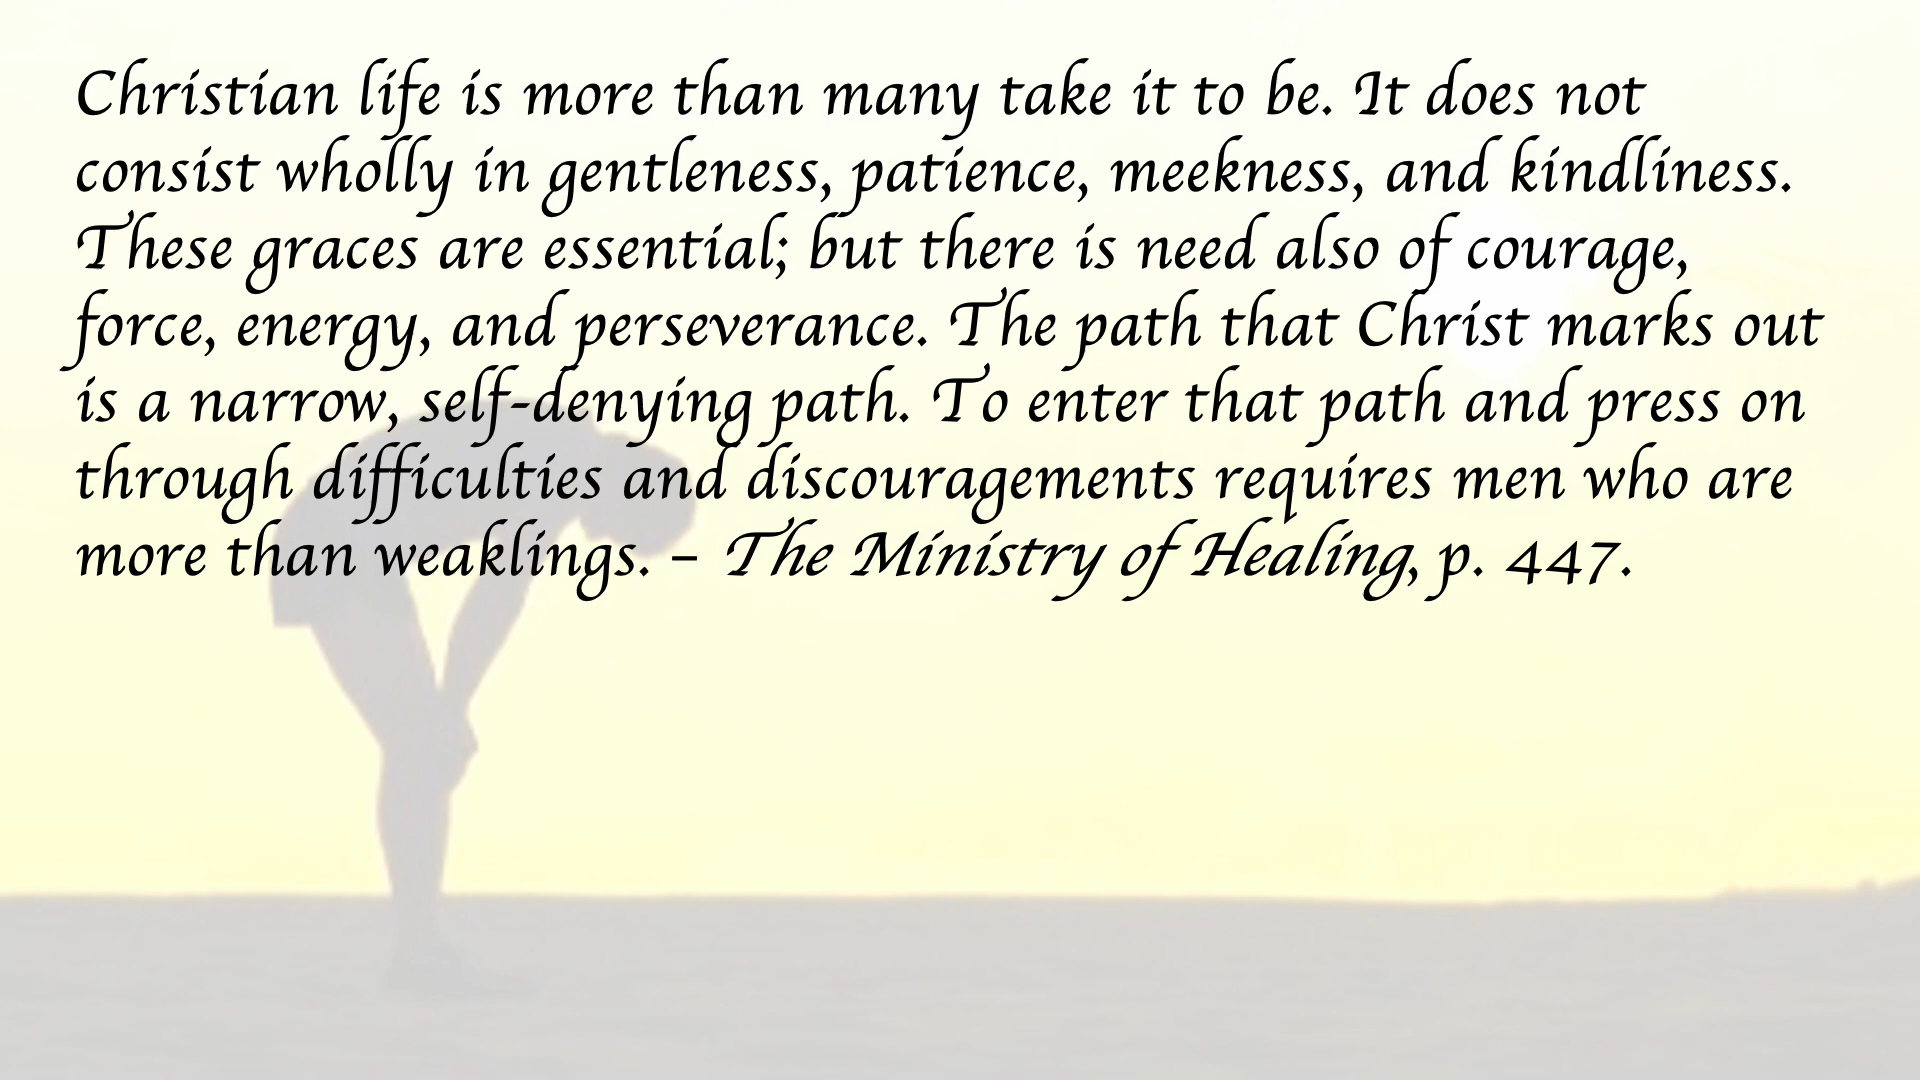 Christian life is more than many take it to be. It does not
consist wholly in gentleness, patience, meekness, and kindliness.
These graces are essential; but there is need also of courage,
force, energy, and perseverance. The path that Christ marks out
is a narrow, self-denying path. To enter that path and press on
through difficulties and discouragements requires men who are
more than weaklings. – The Ministry of Healing, p. 447.